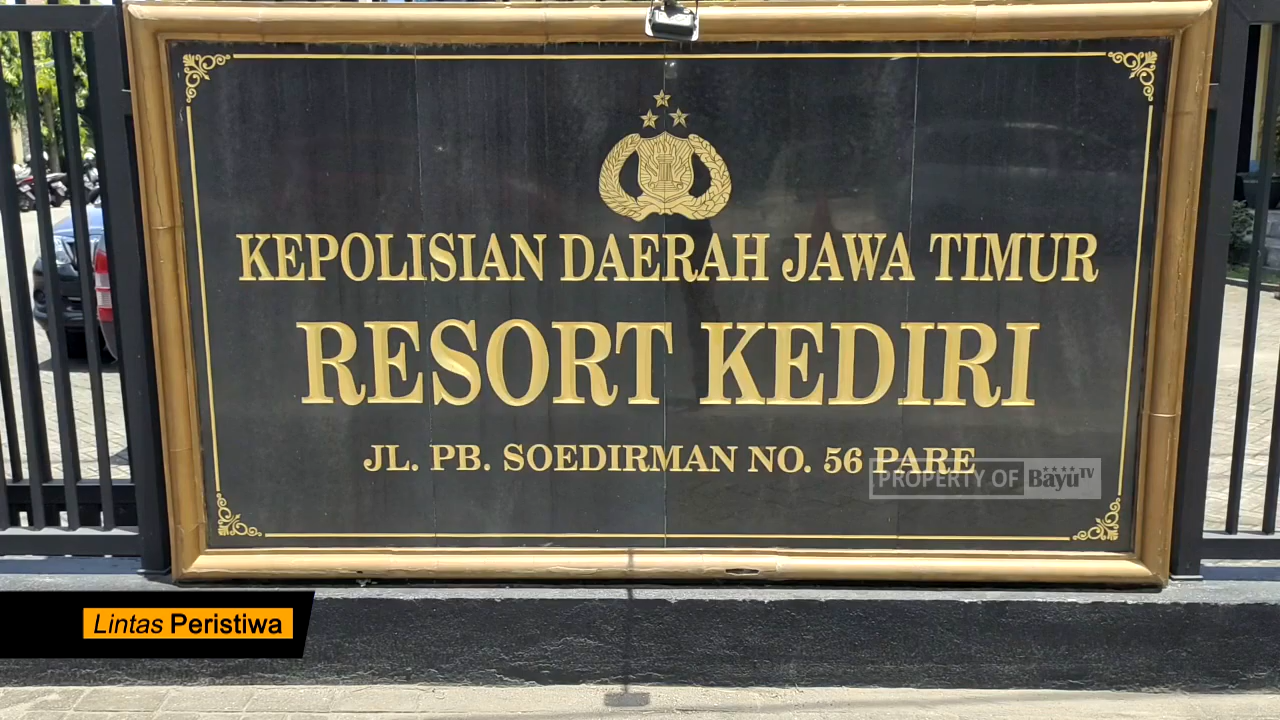 KEPOLISIAN DAERAH JAWA TIMUR
RESORT KEDIRI
JL. PB. SOEDIRMAN NO. 56 PARE
PROPERTY OF BayuTV
Lintas Peristiwa